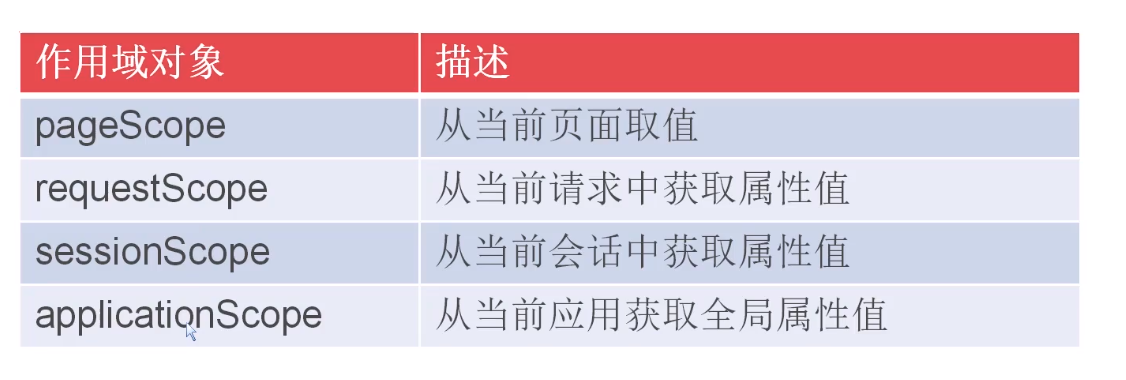 作用域对象 描述
pageScope 从当前页面取值
requestScope 从当前请求中获取属性值
sessionScope 从当前会话中获取属性值
applicationScope 从当前应用获取全局属性值